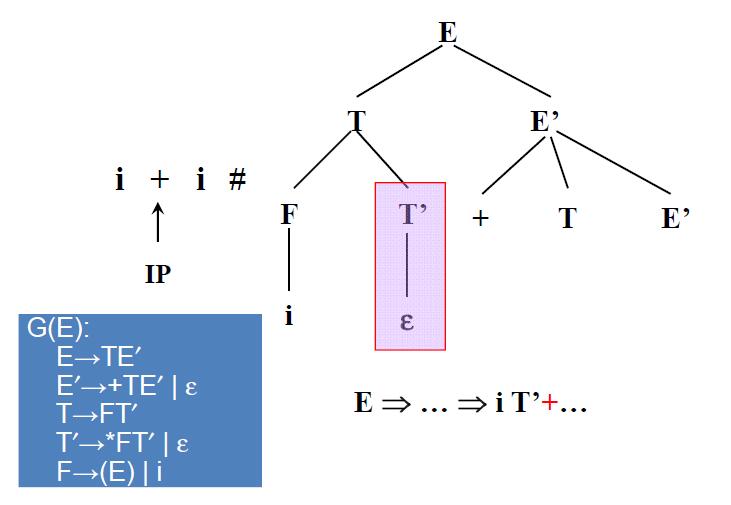 E
T E’
i + i #
F T’ + T E’
IP
i ε
G(E):
E→TE′
E′→+TE′ | ε
T→FT′
T′→*FT′ | ε
F→(E) | i
E ⇒ … ⇒ i T’+…